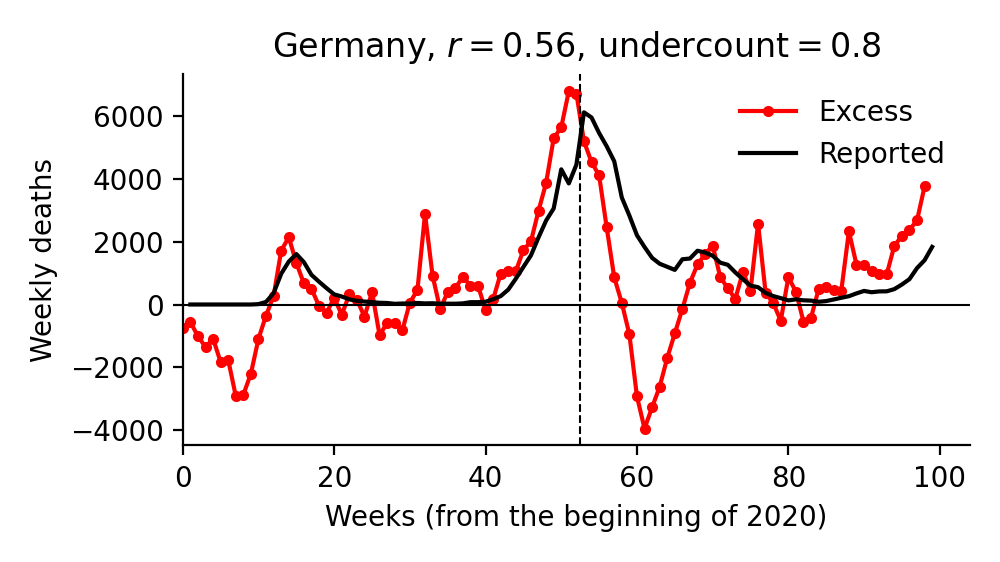 Germany, r = 0.56, undercount = 0.8
Excess
Reported
Weekly deaths
6000
4000
2000
0
−2000
−4000
0 20 40 60 80 100
Weeks (from the beginning of 2020)